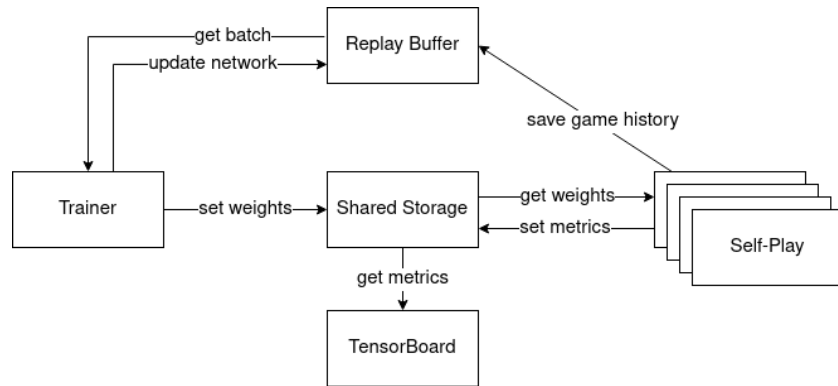 get batch
Replay Buffer
update network
save game history
Trainer
set weights
Shared Storage
get weights
set metrics
Self-Play
get metrics
TensorBoard